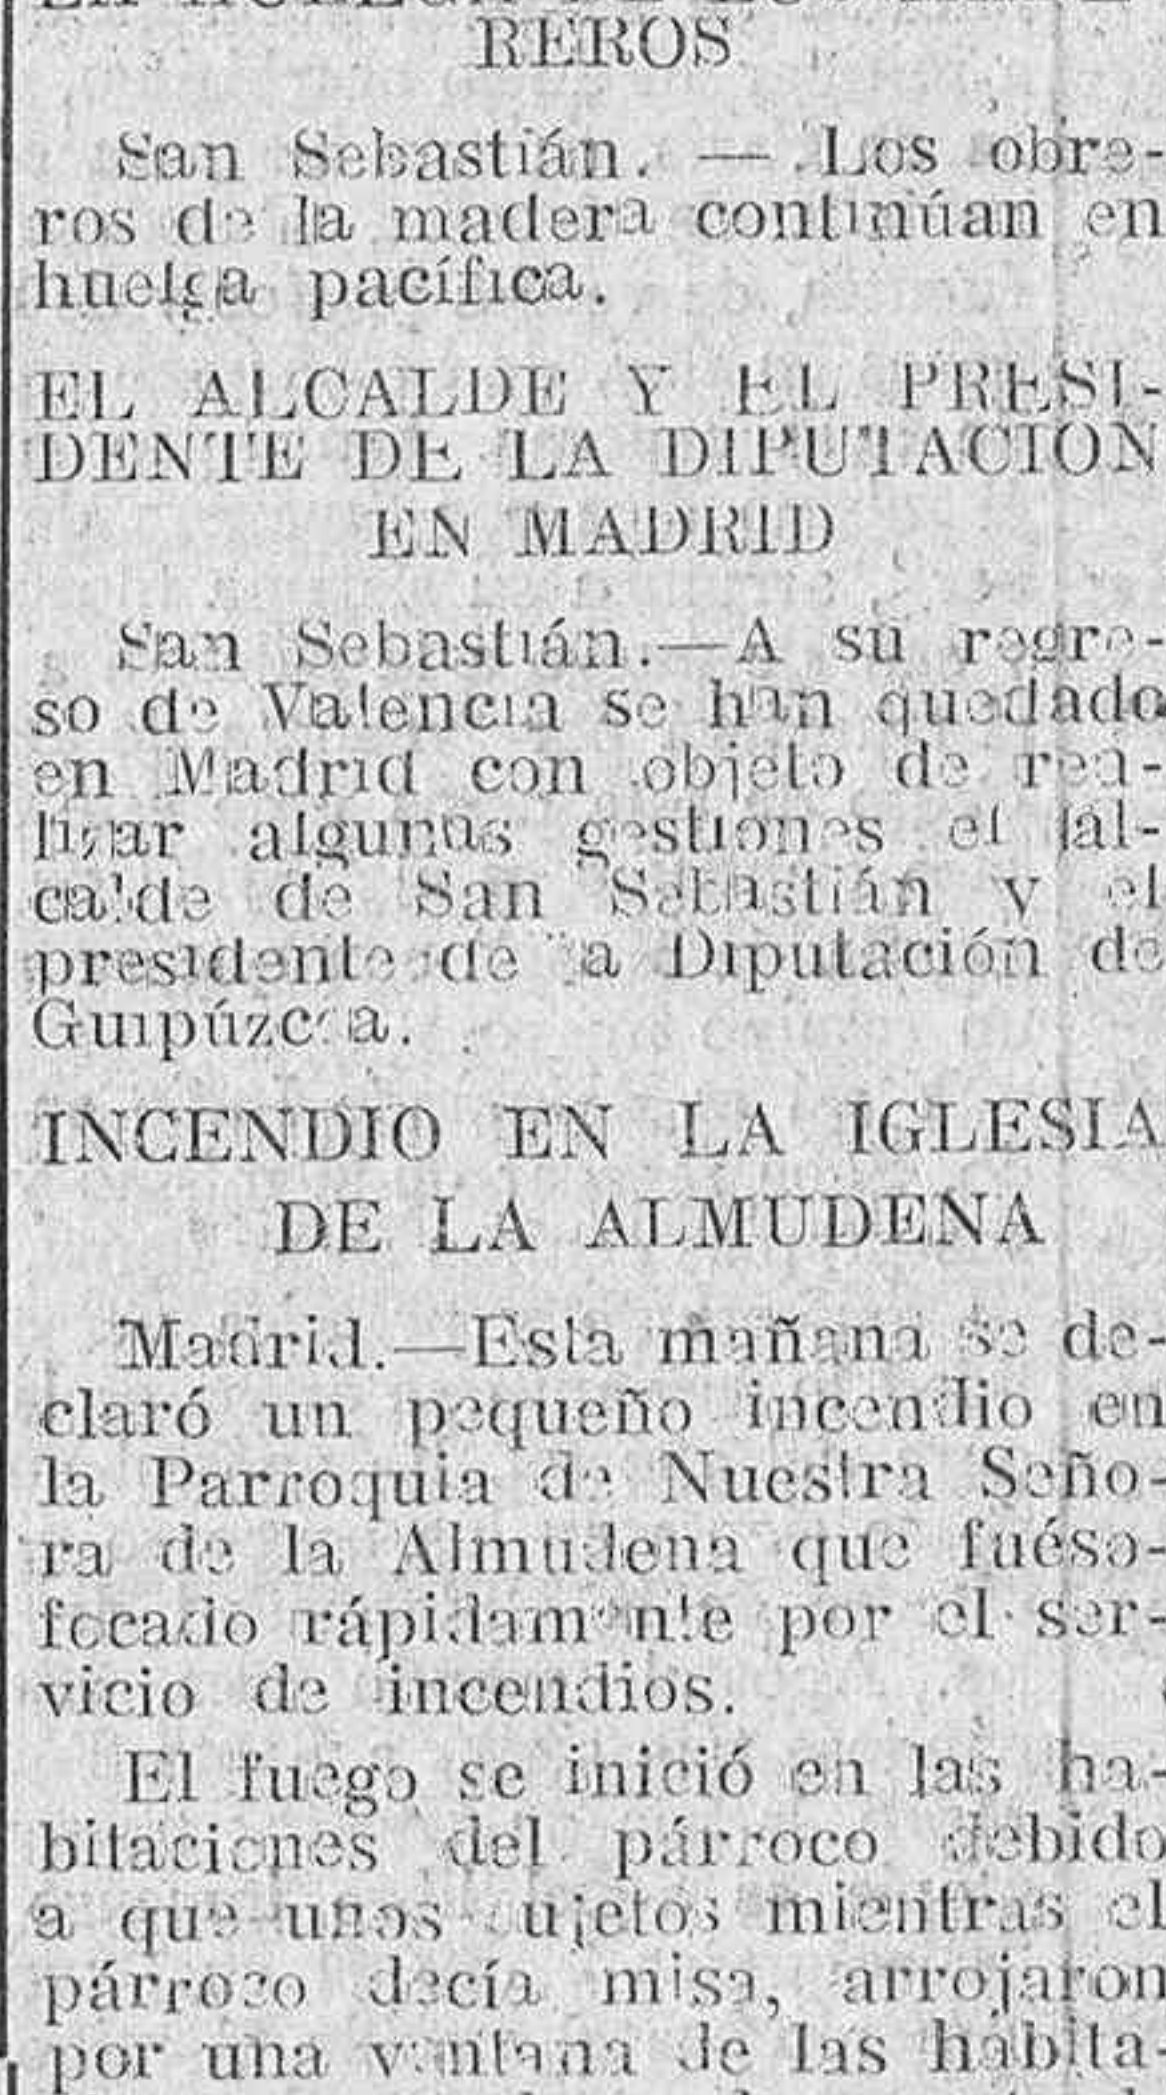 REROS
San Sebastián. — Los obre-
ros de la madera continúan en
huelga pacífica.
EL ALCALDE Y EL PRESI-
DENTE DE LA DIPUTACION
EN MADRID
San Sebastián.—A su regre-
so de Valencia se han quedado
en Madrid con objeto de rea-
lizar algunas gestiones el al-
calde de San Sebastián y el
presidente de la Diputación de
Guipúzcoa.
INCENDIO EN LA IGLESIA
DE LA ALMUDENA
Madrid.—Esta mañana se de-
claró un pequeño incendio en
la Parroquia de Nuestra Seño-
ra de la Almudena que fuéso-
focado rápidamente por el ser-
vicio de incendios.
El fuego se inició en las ha-
bitaciones del párroco debido
a que unos sujetos mientras el
párroco decía misa, arrojaron
por una ventana de las habita-